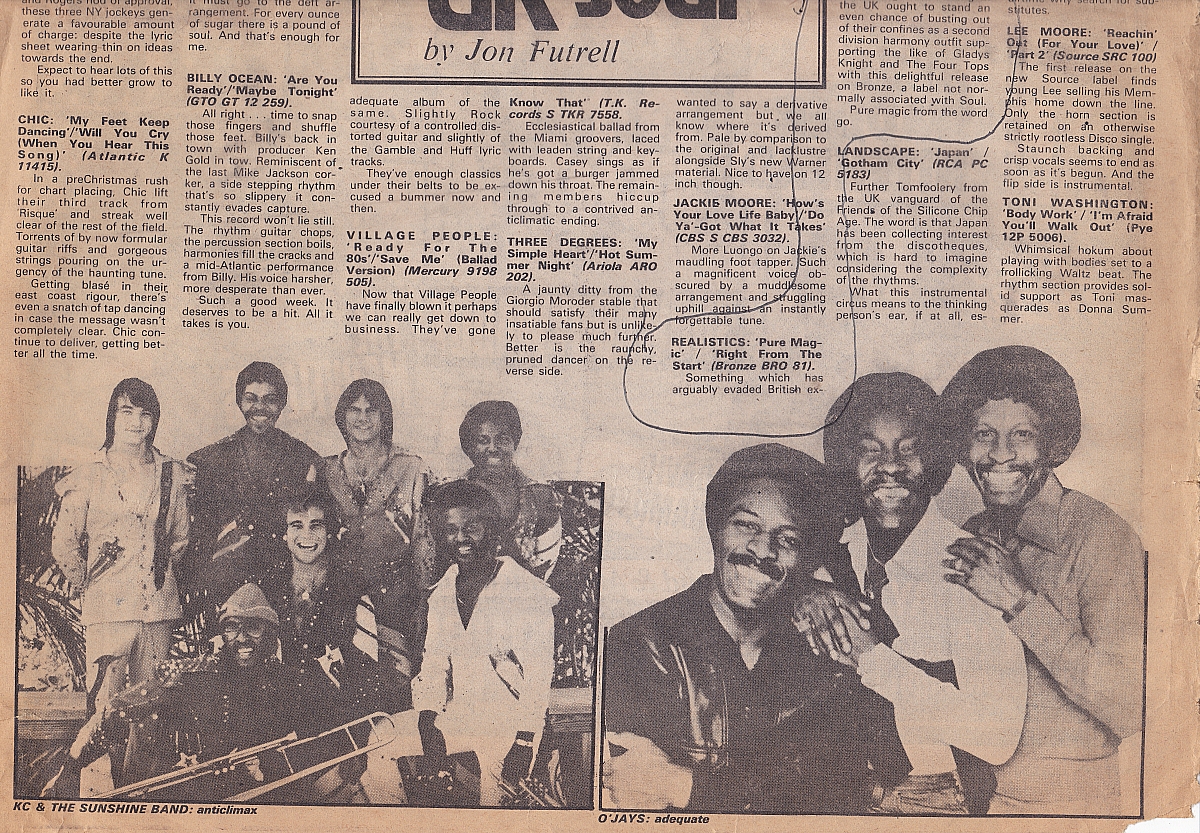 and Rogers nod of approval,
these three NY jockeys gen-
erate a favourable amount
of charge: despite the lyric
sheet wearing thin on ideas
towards the end.
Expect to hear lots of this
so you had better grow to
like it.
CHIC: 'My Feet Keep
Dancing'/'Will You Cry
(When You Hear This
Song)' (Atlantic K
11415).
In a preChristmas rush
for chart placing, Chic lift
their third track from
'Risque' and streak well
clear of the rest of the field.
Torrents of by now formular
guitar riffs and gorgeous
strings pouring on the ur-
gency of the haunting tune.
Getting blasé in their
east coast rigour, there's
even a snatch of tap dancing
in case the message wasn't
completely clear. Chic con-
tinue to deliver, getting bet-
ter all the time.
it must go to the deft ar-
rangement. For every ounce
of sugar there is a pound of
soul. And that's enough for
me.
BILLY OCEAN: 'Are You
Ready'/'Maybe Tonight'
(GTO GT 12 259).
All right . . . time to snap
those fingers and shuffle
those feet. Billy's back in
town with producer Ken
Gold in tow. Reminiscent of
the last Mike Jackson cor-
ker, a side stepping rhythm
that's so slippery it con-
stantly evades capture.
This record won't lie still.
The rhythm guitar chops,
the percussion section boils,
harmonies fill the cracks and
a mid-Atlantic performance
from Billy. His voice harsher,
more desperate than ever.
Such a good week. It
deserves to be a hit. All it
takes is you.
UK Soul
by Jon Futrell
adequate album of the
same. Slightly Rock
courtesy of a controlled dis-
torted guitar and slightly of
the Gamble and Huff lyric
tracks.
They've enough classics
under their belts to be ex-
cused a bummer now and
then.
VILLAGE PEOPLE:
'Ready For The
80s'/'Save Me' (Ballad
Version) (Mercury 9198
505).
Now that Village People
have finally blown it perhaps
we can really get down to
business. They've gone
Know That' (T.K. Re-
cords S TKR 7558.
Ecclesiastical ballad from
the Miami groovers, laced
with leaden string and key-
boards. Casey sings as if
he's got a burger jammed
down his throat. The remain-
ing members hiccup
through to a contrived an-
ticlimatic ending.
THREE DEGREES: 'My
Simple Heart'/'Hot Sum-
mer Night' (Ariola ARO
202).
A jaunty ditty from the
Giorgio Moroder stable that
should satisfy their many
insatiable fans but is unlike-
ly to please much further.
Better is the raunchy,
pruned dancer on the re-
verse side.
wanted to say a derivative
arrangement but we all
know where it's derived
from. Pale by comparison to
the original and lacklustre
alongside Sly's new Warner
material. Nice to have on 12
inch though.
JACKIE MOORE: 'How's
Your Love Life Baby'/'Do
Ya'-Got What It Takes'
(CBS S CBS 3032).
More Luongo on Jackie's
maudling foot tapper. Such
a magnificent voice ob-
scured by a muddlesome
arrangement and struggling
uphill against an instantly
forgettable tune.
REALISTICS: 'Pure Mag-
ic' / 'Right From The
Start' (Bronze BRO 81).
Something which has
arguably evaded British ex-
the UK ought to stand an
even chance of busting out
of their confines as a second
division harmony outfit sup-
porting the like of Gladys
Knight and The Four Tops
with this delightful release
on Bronze, a label not nor-
mally associated with Soul.
Pure magic from the word
go.
LANDSCAPE: 'Japan' /
'Gotham City' (RCA PC
5183)
Further Tomfoolery from
the UK vanguard of the
Friends of the Silicone Chip
Age. The word is that Japan
has been collecting interest
from the discotheques,
which is hard to imagine
considering the complexity
of the rhythms.
What this instrumental
circus means to the thinking
person's ear, if at all, es-
stitutes.
LEE MOORE: 'Reachin'
Out (For Your Love)' /
'Part 2' (Source SRC 100)
The first release on the
new Source label finds
young Lee selling his Mem-
phis home down the line.
Only the horn section is
retained on an otherwise
strictly rootless Disco single.
Staunch backing and
crisp vocals seems to end as
soon as it's begun. And the
flip side is instrumental.
TONI WASHINGTON:
'Body Work' / 'I'm Afraid
You'll Walk Out' (Pye
12P 5006).
Whimsical hokum about
playing with bodies set to a
frollicking Waltz beat. The
rhythm section provides sol-
id support as Toni mas-
querades as Donna Sum-
mer.
KC & THE SUNSHINE BAND: anticlimax
O'JAYS: adequate